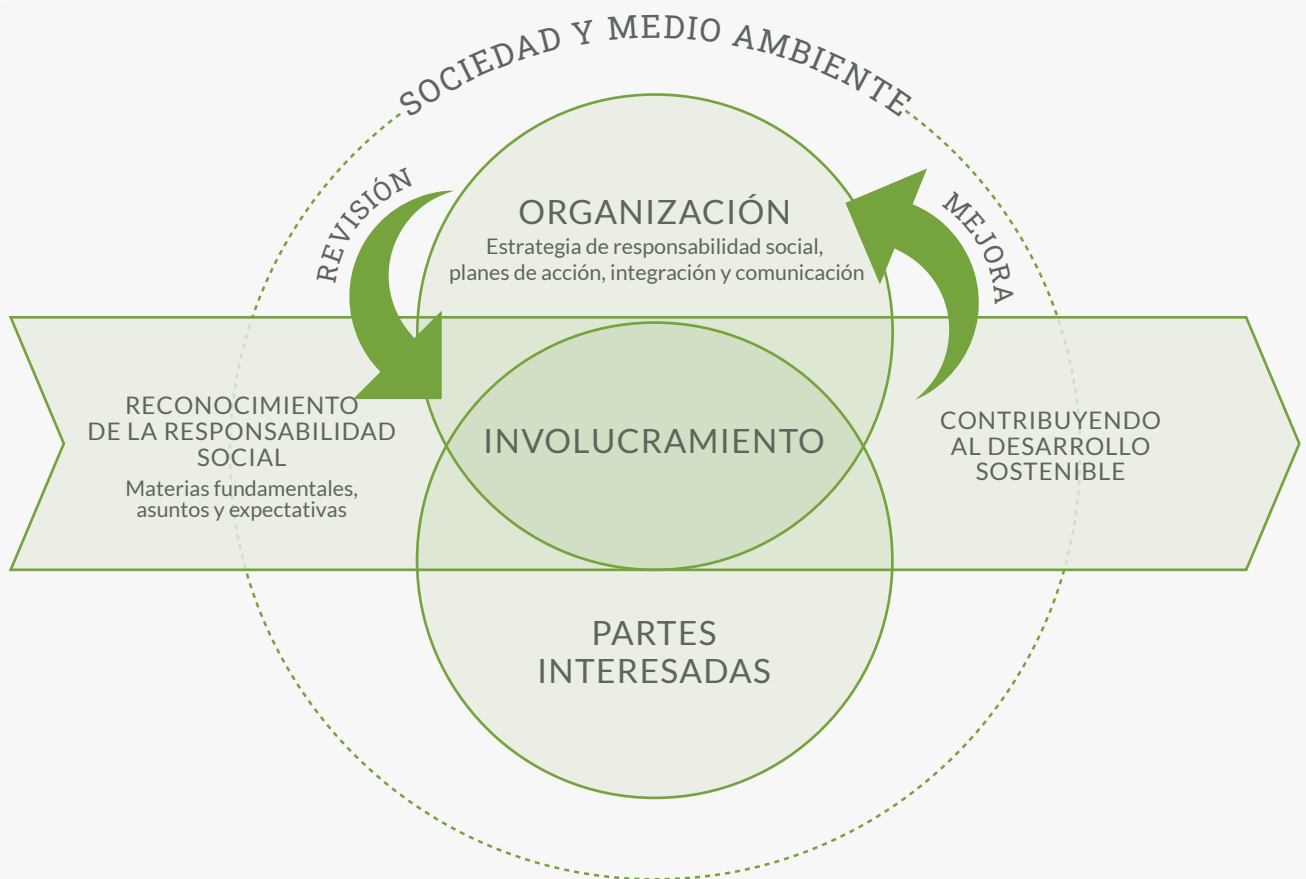 SOCIEDAD Y MEDIO AMBIENTE
REVISIÓN
MEJORA
ORGANIZACIÓN
Estrategia de responsabilidad social,
planes de acción, integración y comunicación
RECONOCIMIENTO
DE LA RESPONSABILIDAD
SOCIAL
Materias fundamentales,
asuntos y expectativas
INVOLUCRAMIENTO
CONTRIBUYENDO
AL DESARROLLO
SOSTENIBLE
PARTES
INTERESADAS